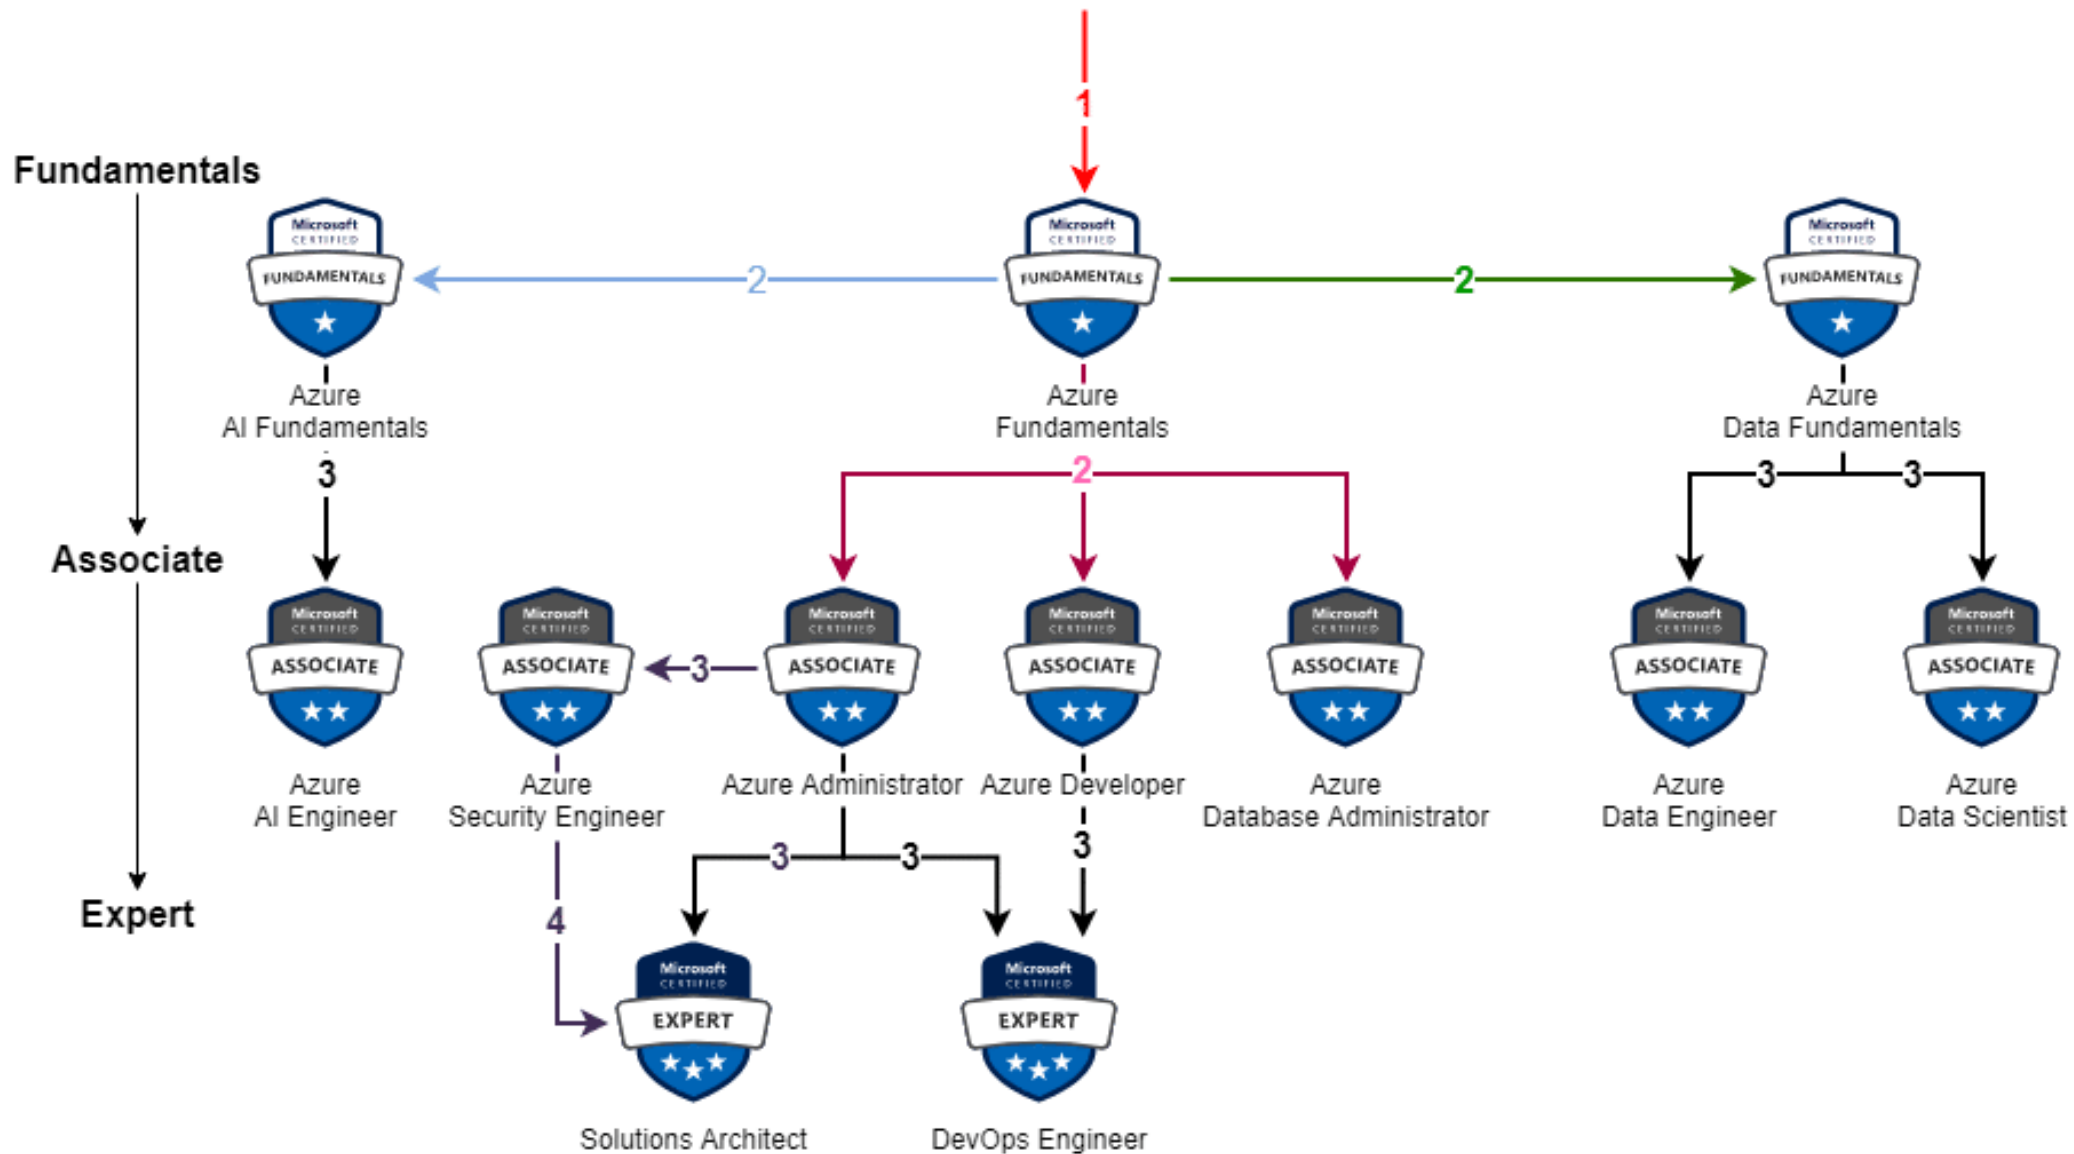 1
Fundamentals
Microsoft
CERTIFIED
FUNDAMENTALS
Microsoft
CERTIFIED
FUNDAMENTALS
Microsoft
CERTIFIED
FUNDAMENTALS
2
2
Azure
AI Fundamentals
Azure
Fundamentals
Azure
Data Fundamentals
3
2
3
3
Associate
Microsoft
CERTIFIED
ASSOCIATE
Microsoft
CERTIFIED
ASSOCIATE
3
Microsoft
CERTIFIED
ASSOCIATE
Microsoft
CERTIFIED
ASSOCIATE
Microsoft
CERTIFIED
ASSOCIATE
Microsoft
CERTIFIED
ASSOCIATE
Microsoft
CERTIFIED
ASSOCIATE
Azure
AI Engineer
Azure
Security Engineer
Azure Administrator
Azure Developer
Azure
Database Administrator
Azure
Data Engineer
Azure
Data Scientist
3
3
3
4
Expert
Microsoft
CERTIFIED
EXPERT
Microsoft
CERTIFIED
EXPERT
Solutions Architect
DevOps Engineer